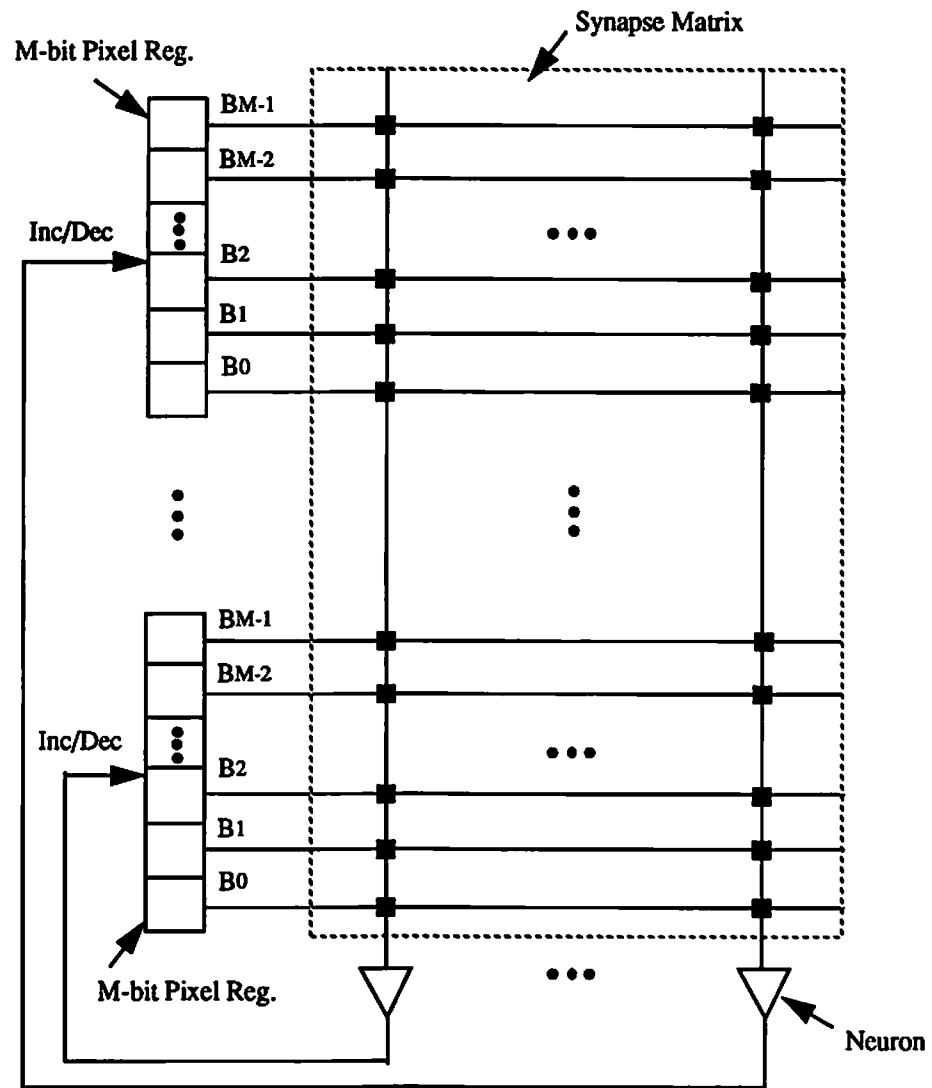 Synapse Matrix
M-bit Pixel Reg.
BM-1
BM-2
Inc/Dec
B2
B1
B0
BM-1
BM-2
Inc/Dec
B2
B1
B0
M-bit Pixel Reg.
Neuron